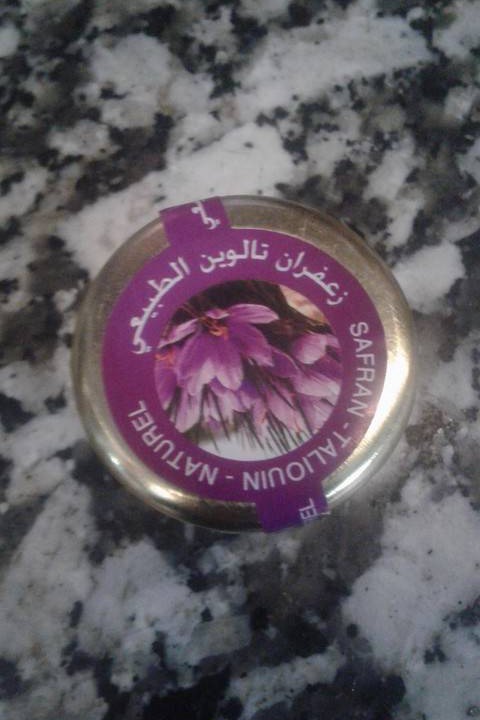 زعفران تالوين الطبيعي
SAFRAN - TALIOUIN - NATUREL